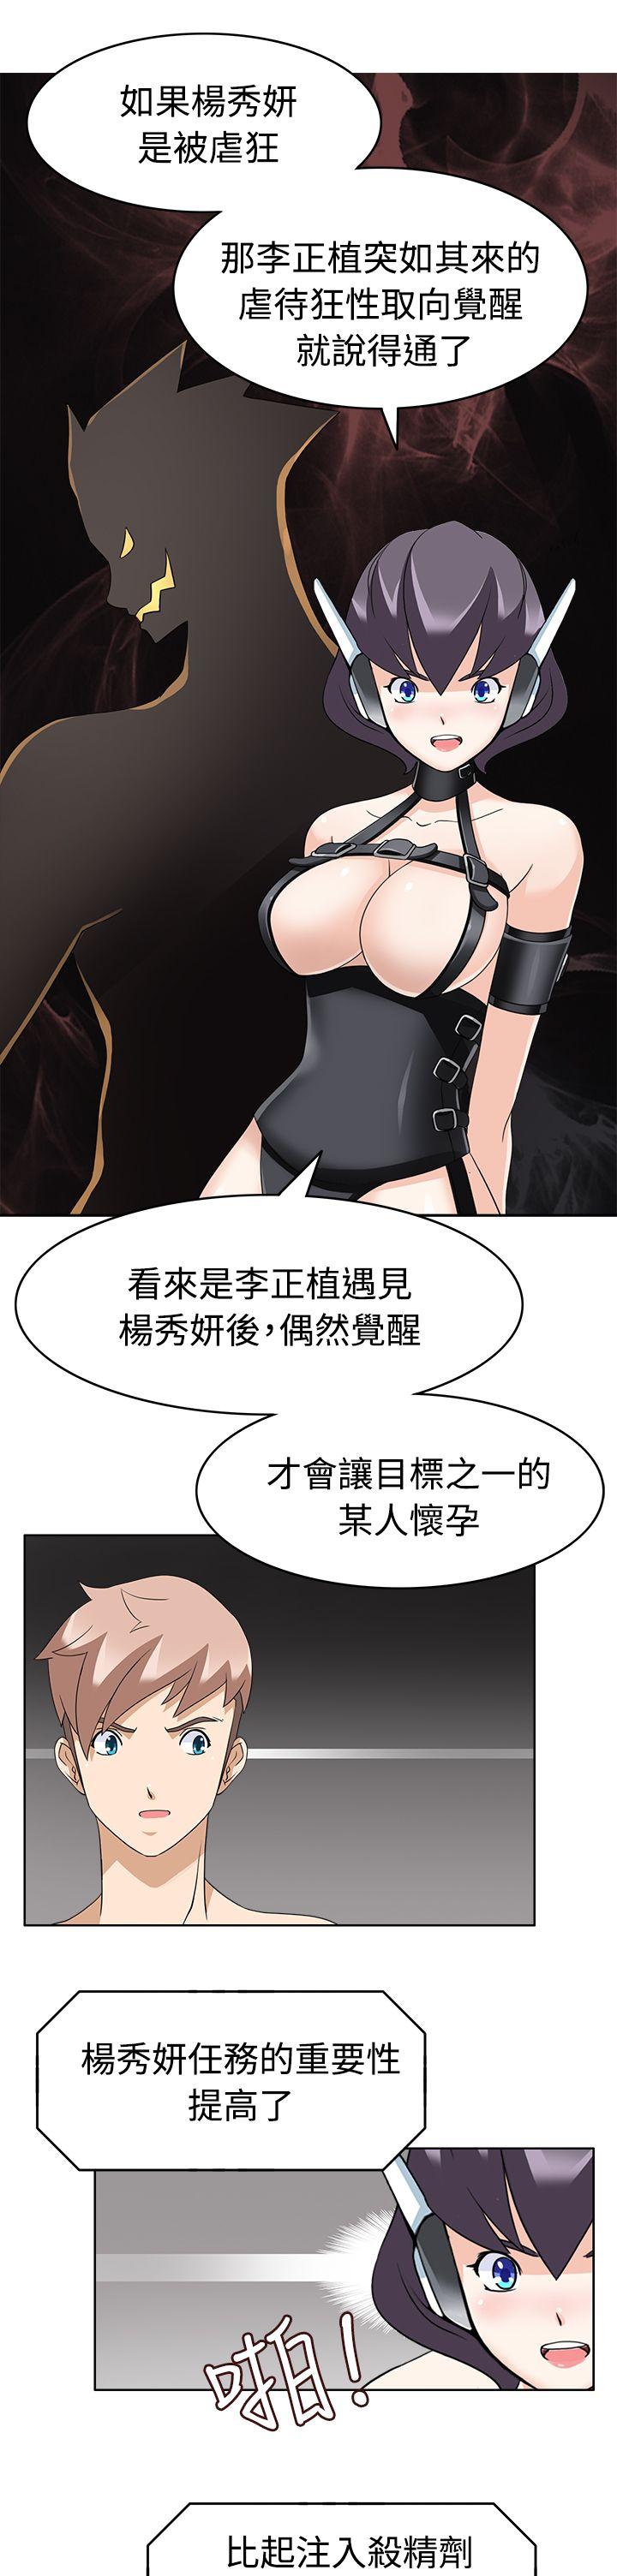 如果楊秀妍
是被虐狂
那李正植突如其來的
虐待狂性取向覺醒
就說得通了
看來是李正植遇見
楊秀妍後，偶然覺醒
才會讓目標之一的
某人懷孕
楊秀妍任務的重要性
提高了
啪！
比起注入殺精劑